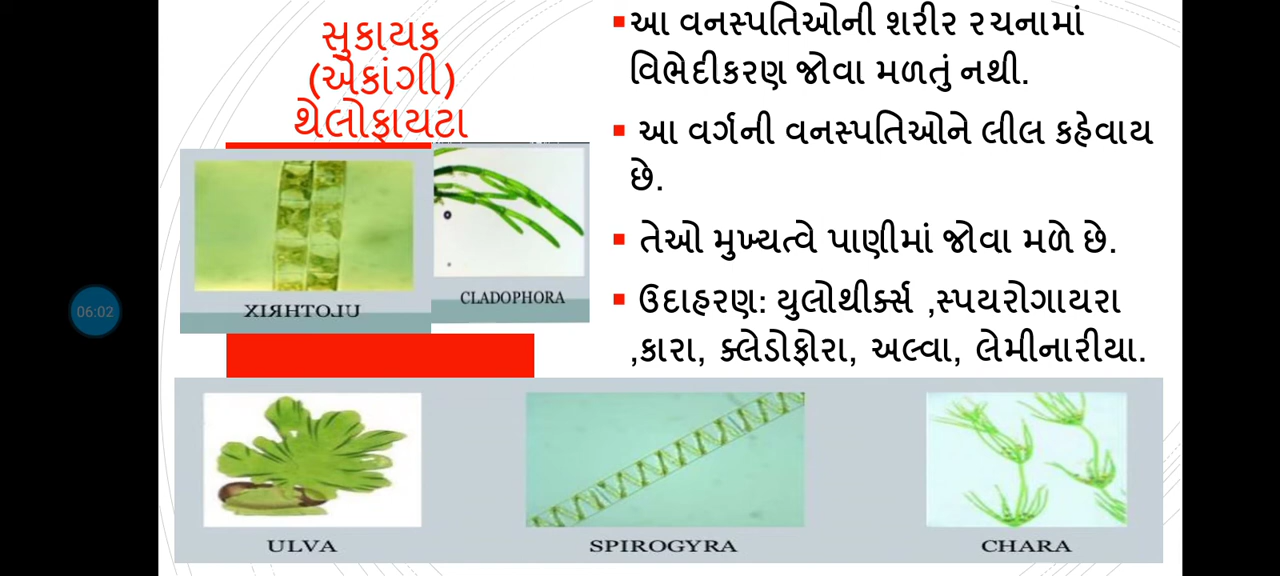 સુકાયક
(એકાંગી)
થેલોફાયટા
▪આ વનસ્પતિઓની શરીર રચનામાં
વિભેદીકરણ જોવા મળતું નથી.
▪ આ વર્ગની વનસ્પતિઓને લીલ કહેવાય
છે.
▪ તેઓ મુખ્યત્વે પાણીમાં જોવા મળે છે.
▪ ઉદાહરણ: યુલોથીર્ક્સ ,સ્પયરોગાયરા
,કારા, ક્લેડોફોરા, અલ્વા, લેમીનારીયા.
ULOTHRIX
CLADOPHORA
06:02
ULVA
SPIROGYRA
CHARA